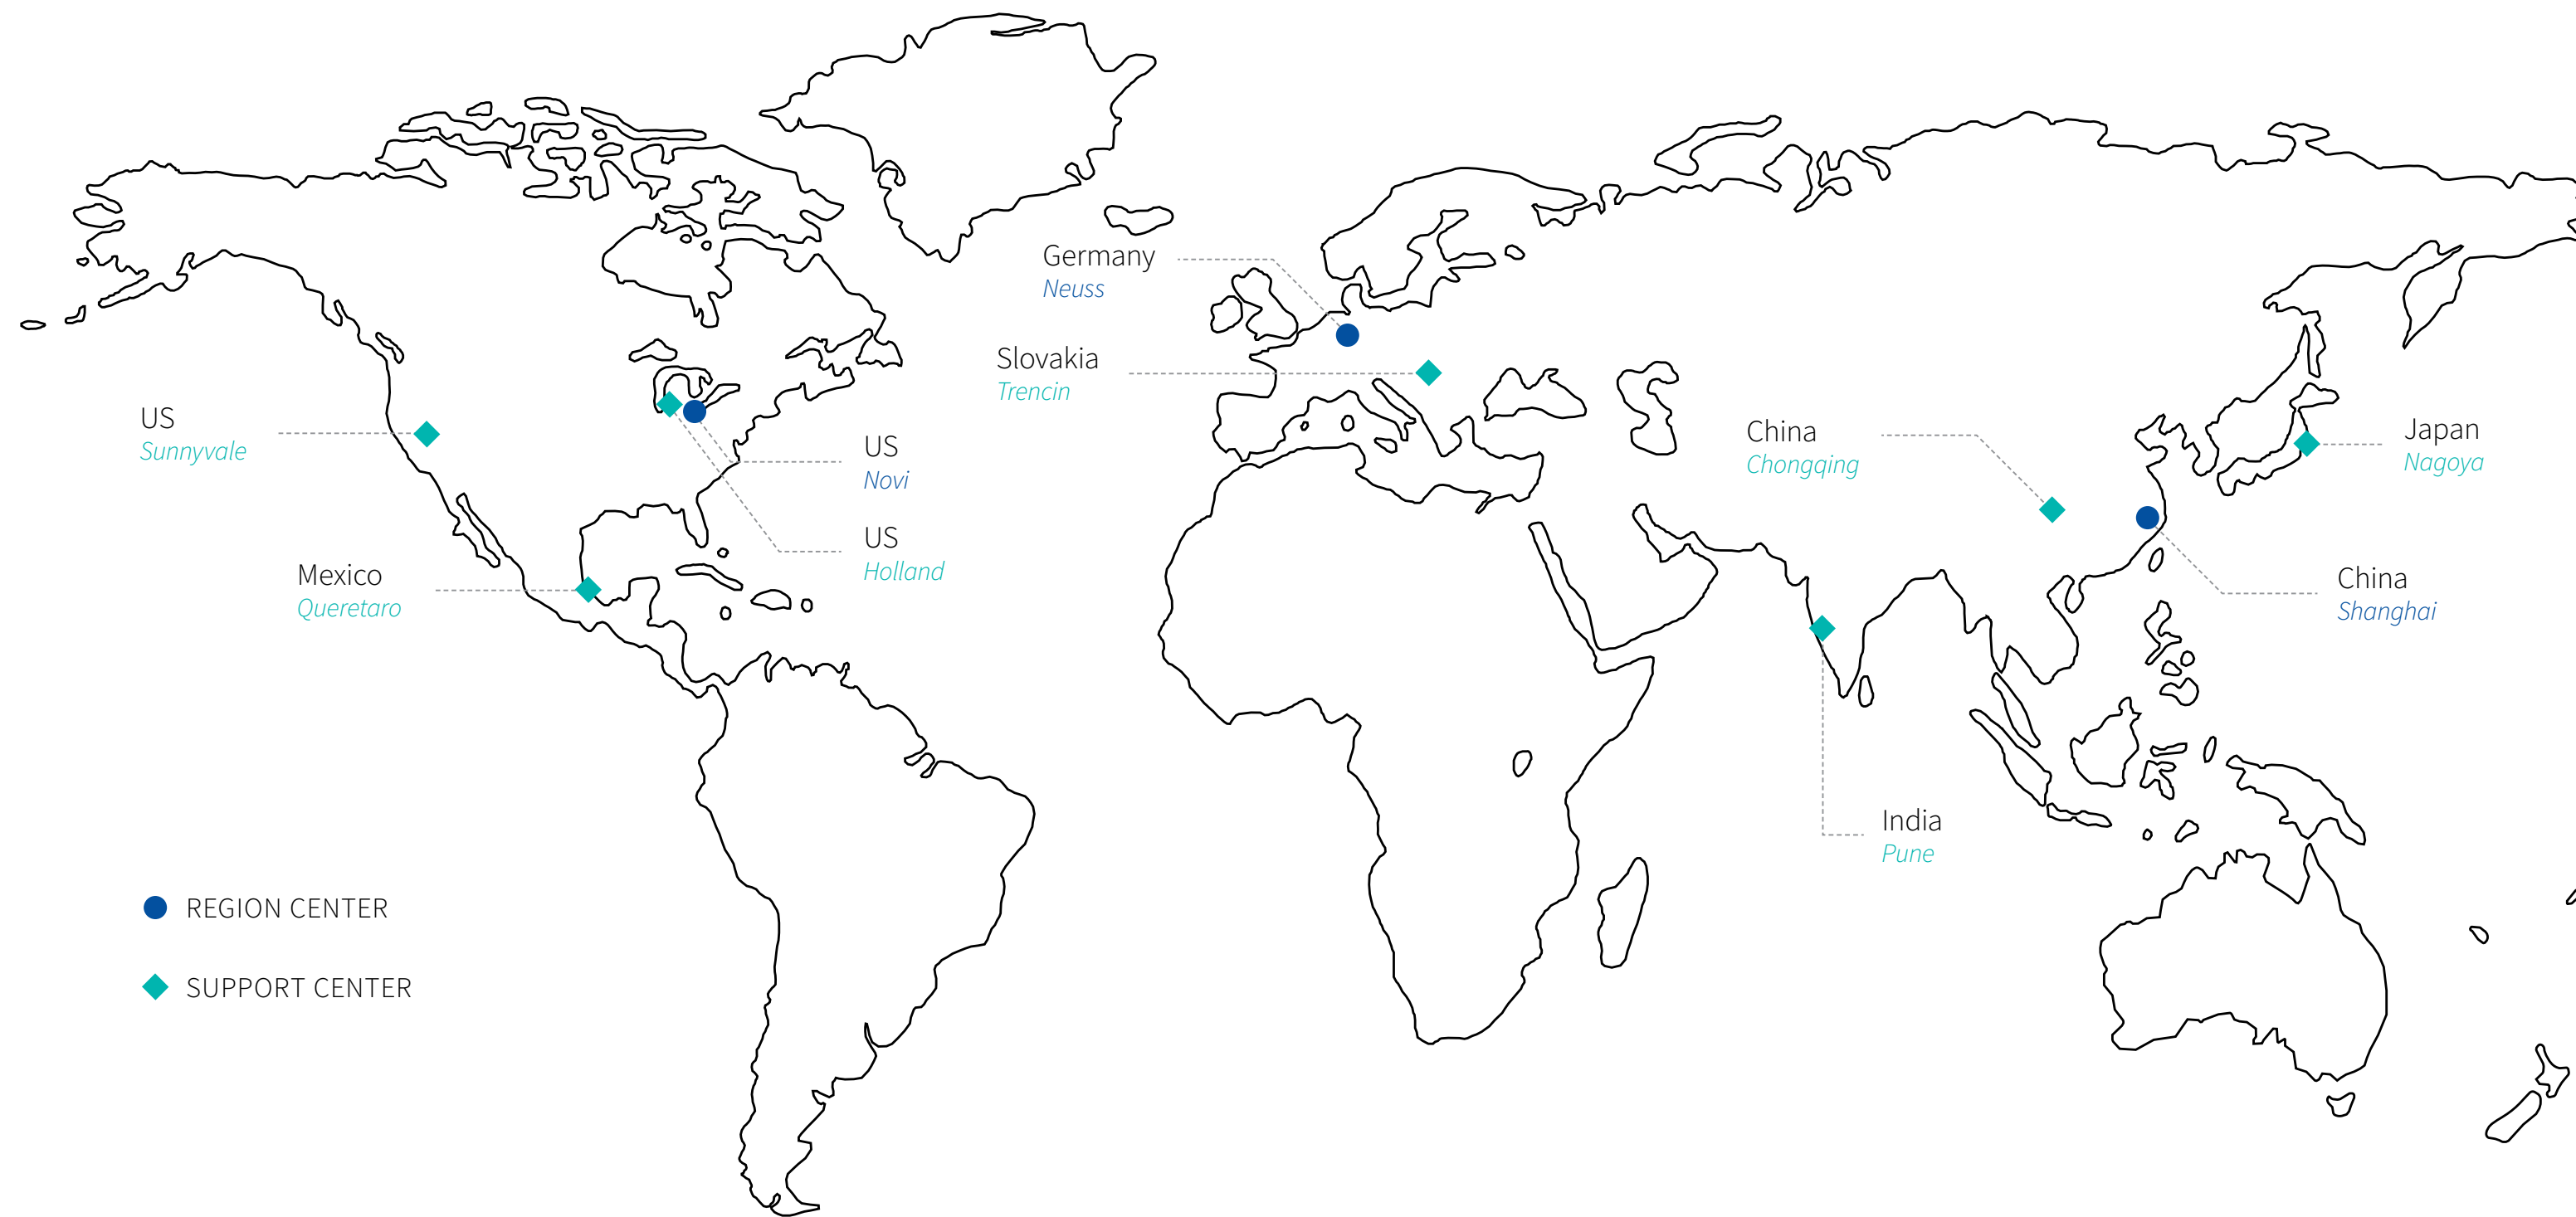 Germany
Neuss
Slovakia
Trencin
US
Sunnyvale
US
Novi
US
Holland
Mexico
Queretaro
China
Chongqing
Japan
Nagoya
China
Shanghai
India
Pune
REGION CENTER
SUPPORT CENTER